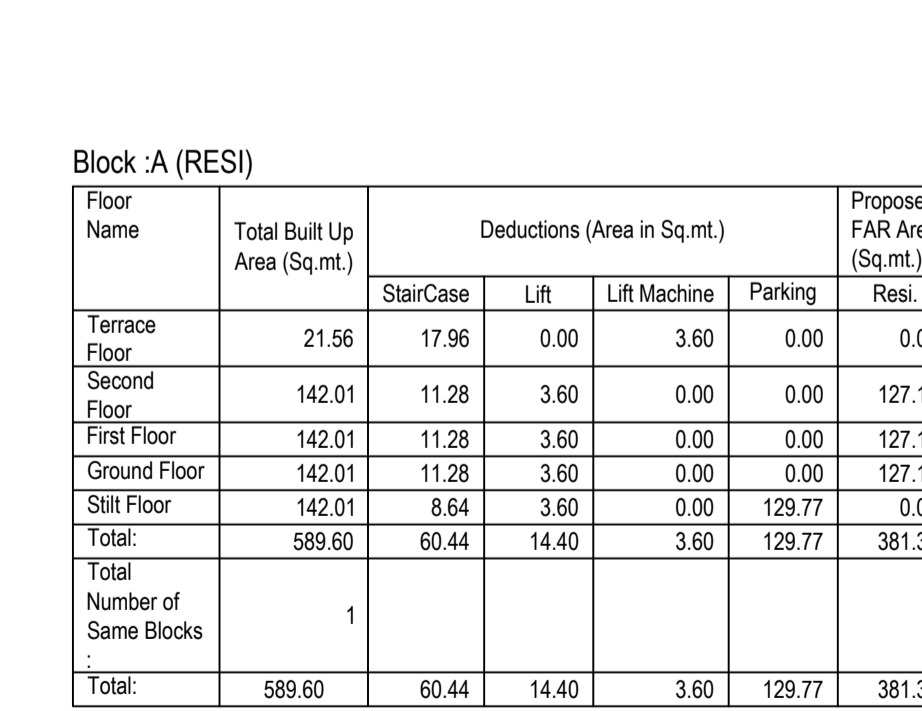 Block :A (RESI)
Floor Name Total Built Up Area (Sq.mt.) Deductions (Area in Sq.mt.) (Sq.mt.)
StairCase Lift Lift Machine Parking Resi.
Terrace Floor 21.56 17.96 0.00 3.60 0.00
Second Floor 142.01 11.28 3.60 0.00 0.00
First Floor 142.01 11.28 3.60 0.00 0.00
Ground Floor 142.01 11.28 3.60 0.00 0.00
Stilt Floor 142.01 8.64 3.60 0.00 129.77
Total: 589.60 60.44 14.40 3.60 129.77
Total Number of Same Blocks : 1
Total: 589.60 60.44 14.40 3.60 129.77